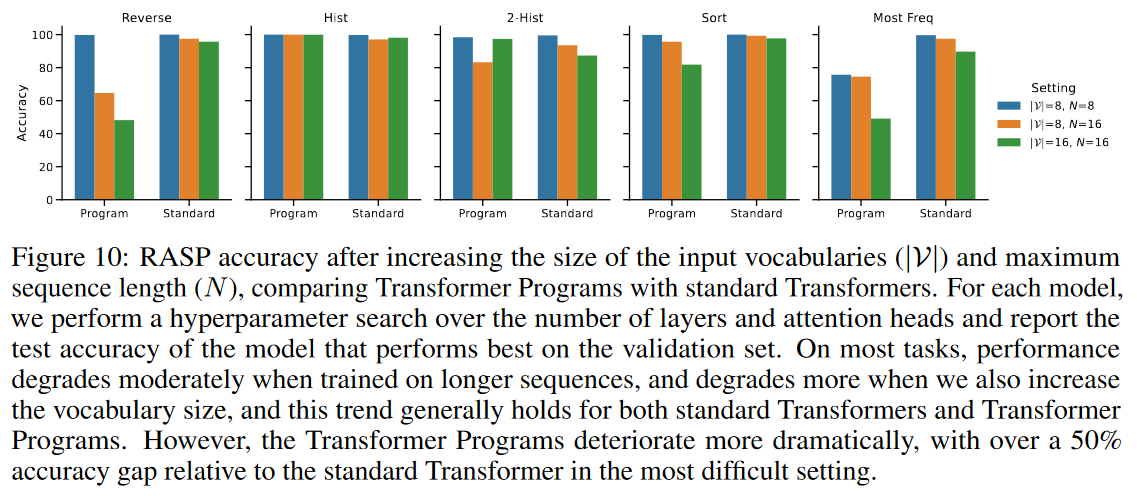 Reverse Hist 2-Hist Sort Most Freq
100
80
60
40
20
0
Accuracy
Program Standard Program Standard Program Standard Program Standard Program Standard
Setting
|𝒱|=8, N=8
|𝒱|=8, N=16
|𝒱|=16, N=16
Figure 10: RASP accuracy after increasing the size of the input vocabularies (|𝒱|) and maximum
sequence length (N), comparing Transformer Programs with standard Transformers. For each model,
we perform a hyperparameter search over the number of layers and attention heads and report the
test accuracy of the model that performs best on the validation set. On most tasks, performance
degrades moderately when trained on longer sequences, and degrades more when we also increase
the vocabulary size, and this trend generally holds for both standard Transformers and Transformer
Programs. However, the Transformer Programs deteriorate more dramatically, with over a 50%
accuracy gap relative to the standard Transformer in the most difficult setting.